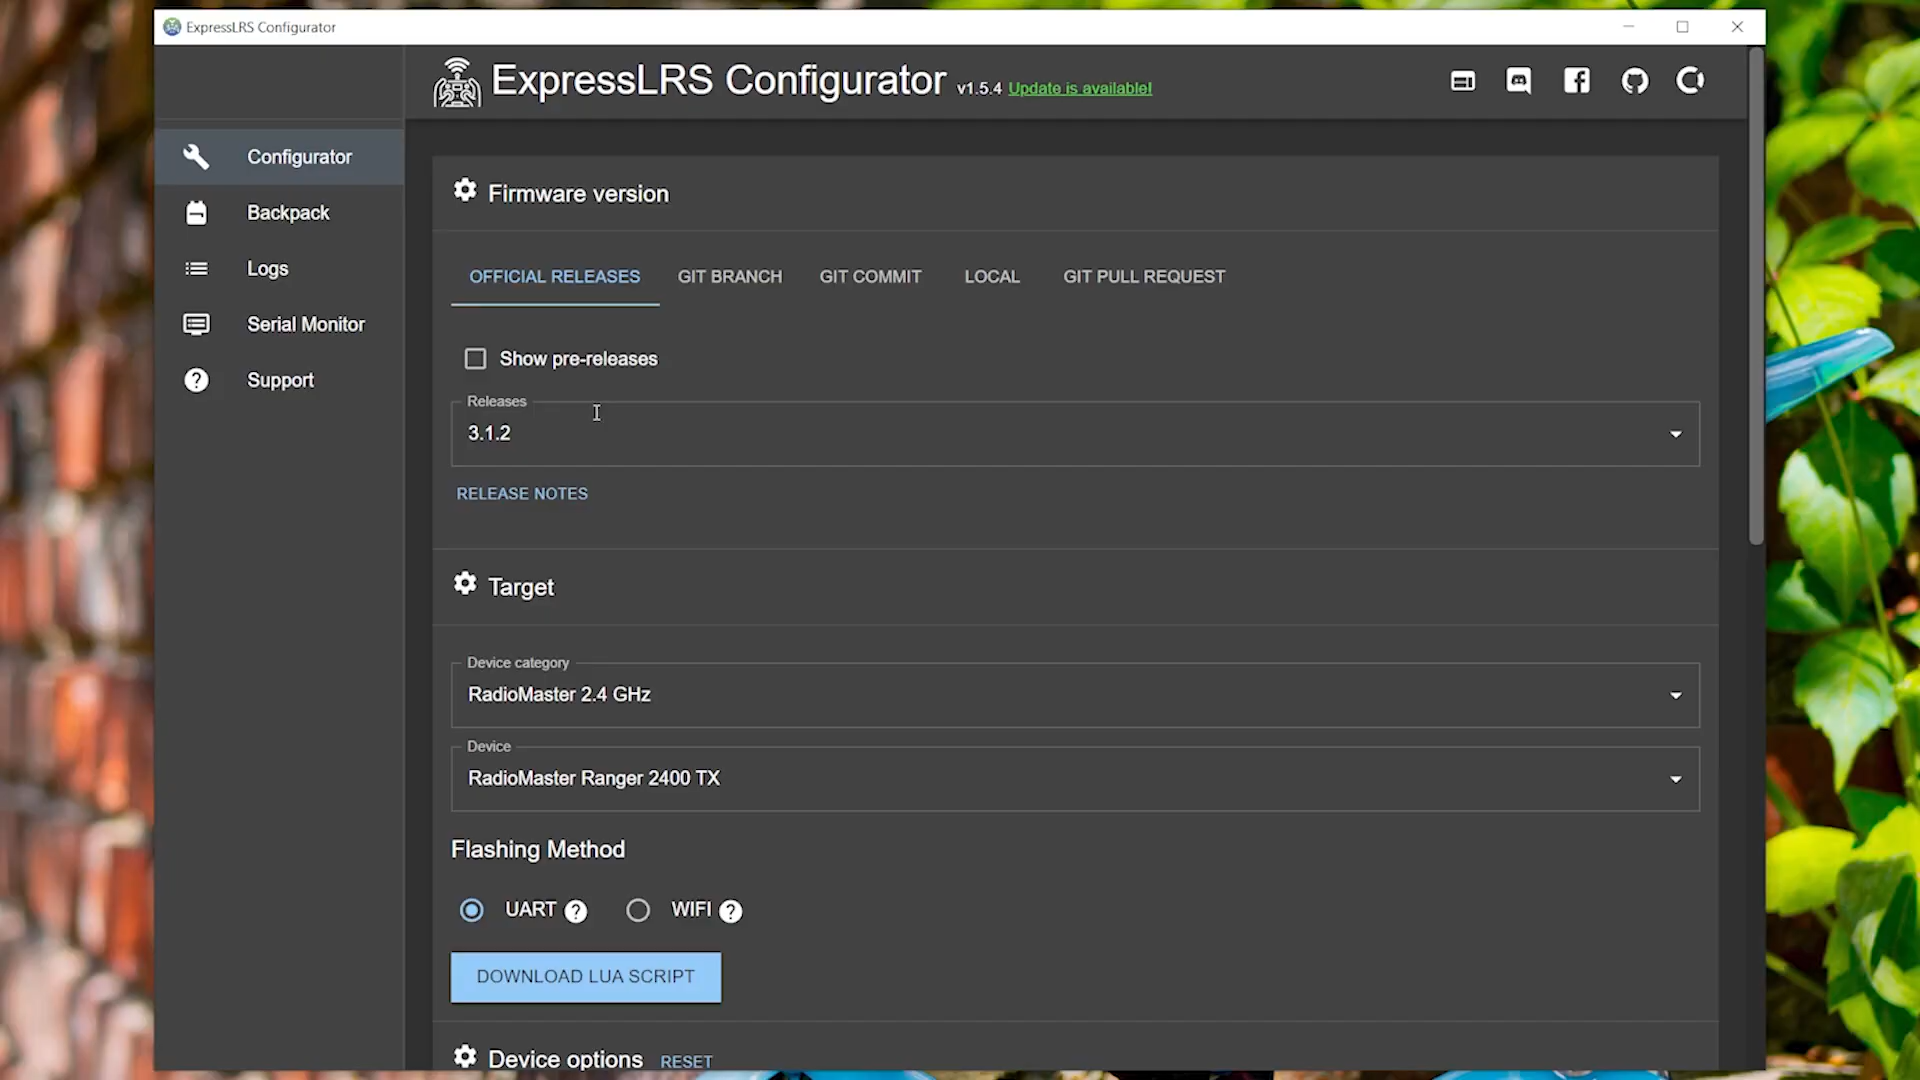 ExpressLRS Configurator
ExpressLRS Configurator v1.5.4 Update is available!
Configurator
Backpack
Logs
Serial Monitor
Support
Firmware version
OFFICIAL RELEASES GIT BRANCH GIT COMMIT LOCAL GIT PULL REQUEST
Show pre-releases
Releases
3.1.2
RELEASE NOTES
Target
Device category
RadioMaster 2.4 GHz
Device
RadioMaster Ranger 2400 TX
Flashing Method
UART ? WIFI ?
DOWNLOAD LUA SCRIPT
Device options RESET